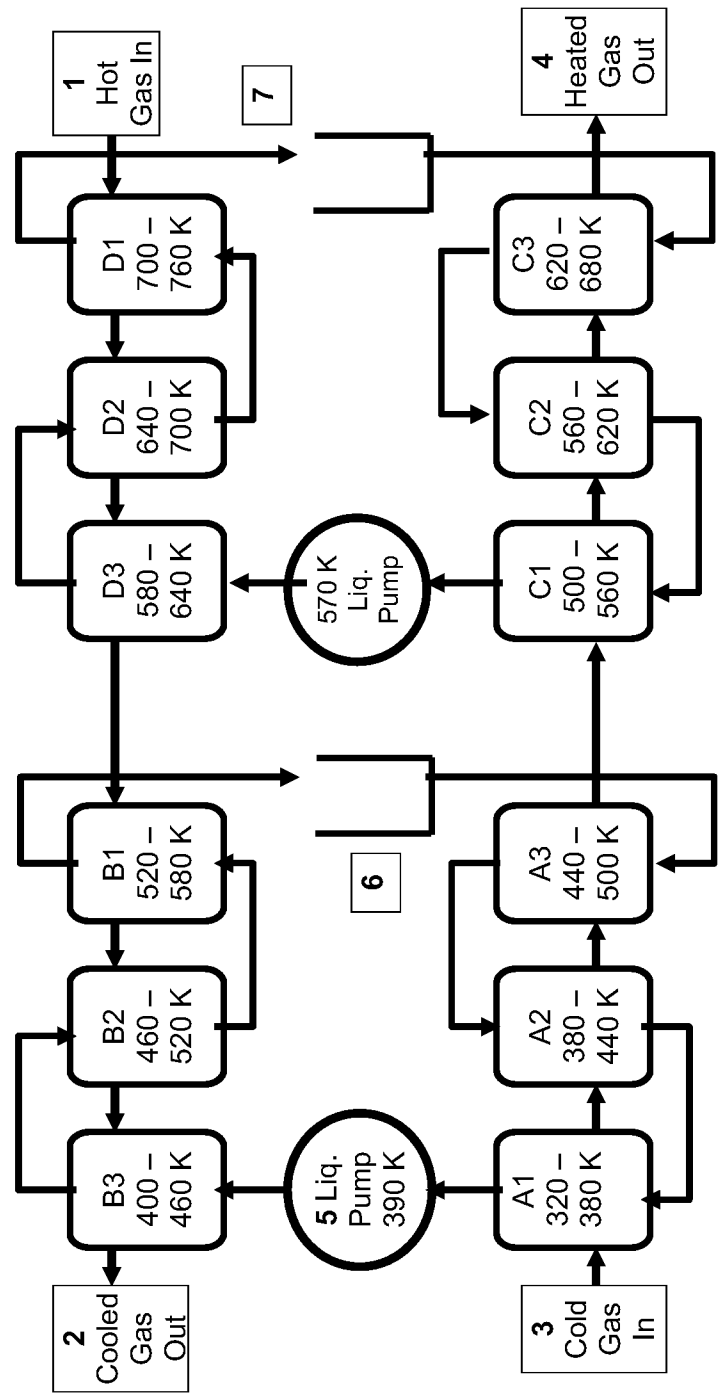 2
Cooled
Gas
Out
B3
400 –
460 K
B2
460 –
520 K
B1
520 –
580 K
D3
580 –
640 K
D2
640 –
700 K
D1
700 –
760 K
1
Hot
Gas In
5 Liq.
Pump
390 K
6
570 K
Liq.
Pump
7
3
Cold
Gas
In
A1
320 –
380 K
A2
380 –
440 K
A3
440 –
500 K
C1
500 –
560 K
C2
560 –
620 K
C3
620 –
680 K
4
Heated
Gas
Out